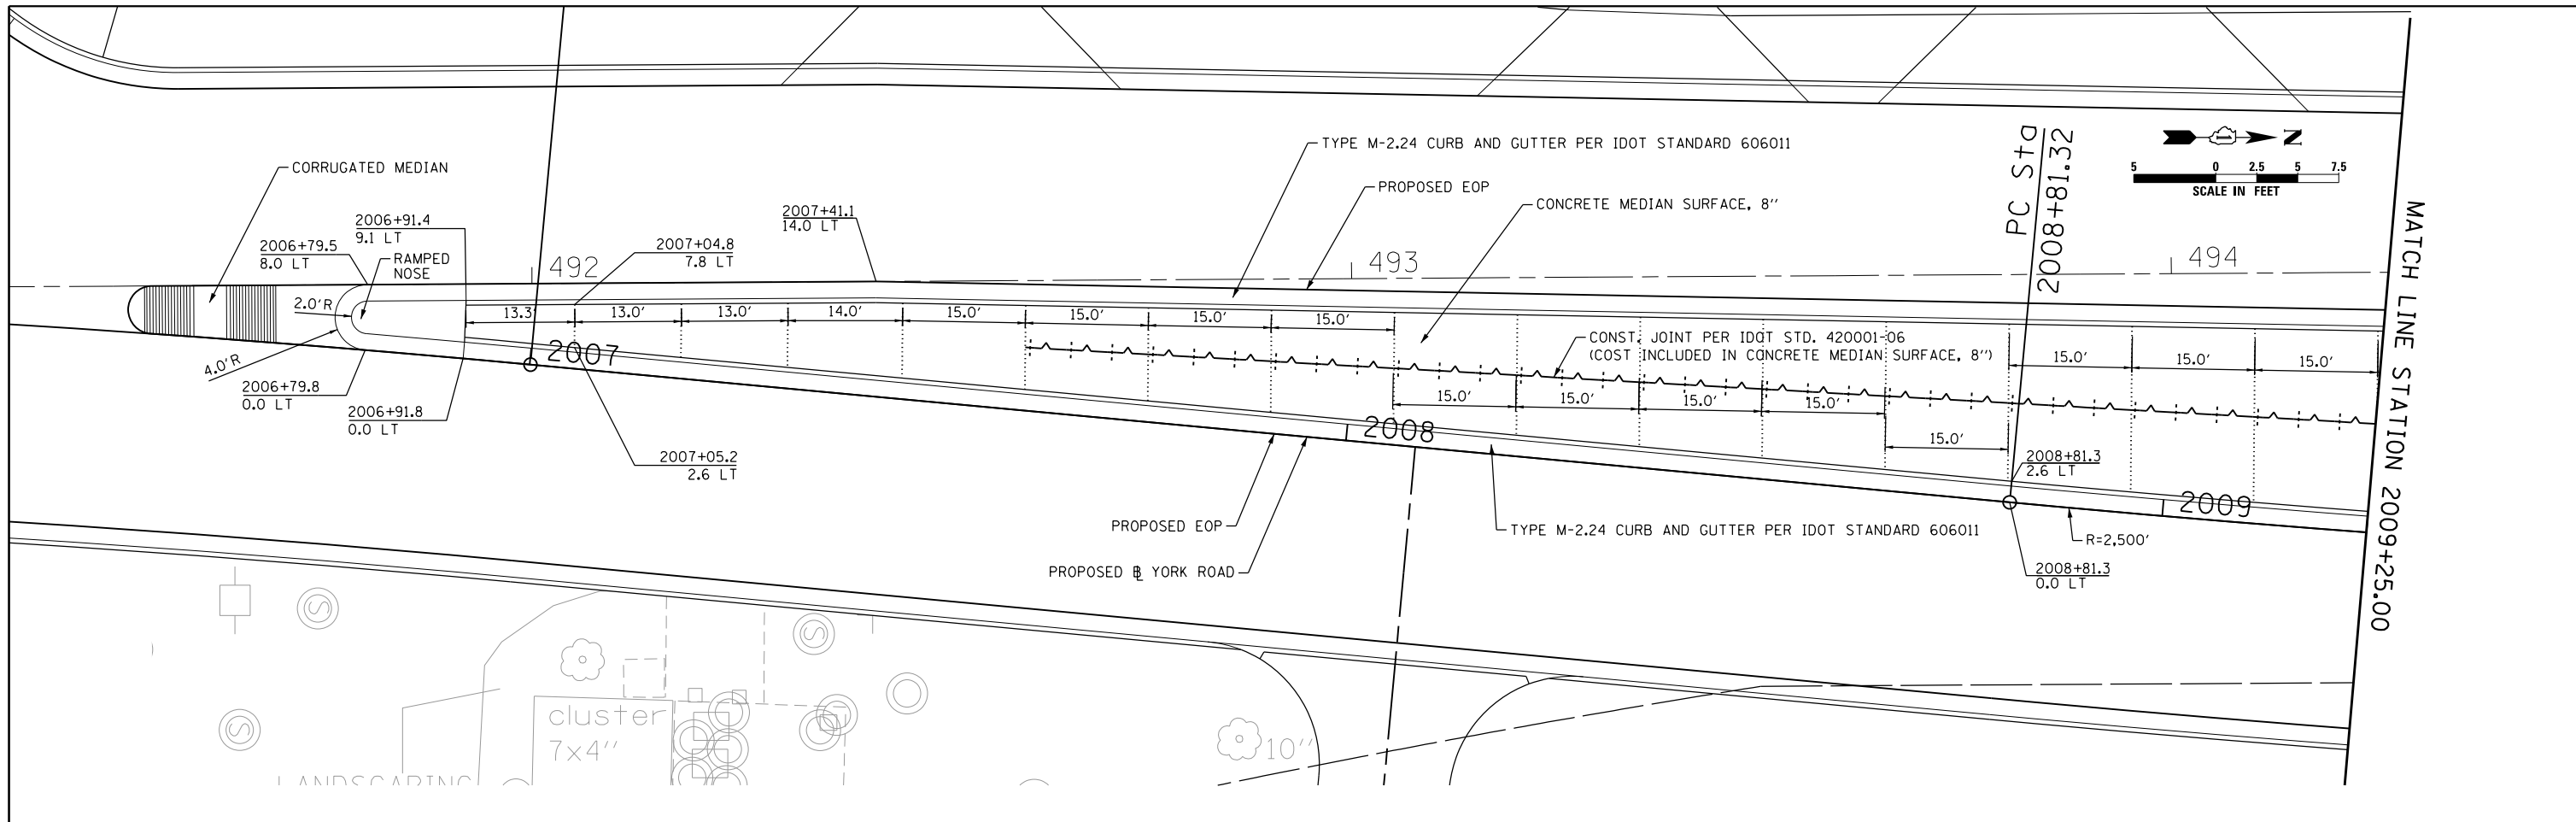 CORRUGATED MEDIAN
2006+79.5
8.0 LT
2006+91.4
9.1 LT
RAMPED
NOSE
2.0'R
4.0'R
2006+79.8
0.0 LT
2006+91.8
0.0 LT
492
2007
2007+04.8
7.8 LT
2007+41.1
14.0 LT
13.3'
13.0'
13.0'
14.0'
15.0'
15.0'
15.0'
15.0'
2007+05.2
2.6 LT
TYPE M-2.24 CURB AND GUTTER PER IDOT STANDARD 606011
PROPOSED EOP
493
CONCRETE MEDIAN SURFACE, 8''
CONST. JOINT PER IDOT STD. 420001-06
(COST INCLUDED IN CONCRETE MEDIAN SURFACE, 8'')
15.0'
15.0'
15.0'
15.0'
15.0'
2008
PROPOSED EOP
PROPOSED BL YORK ROAD
TYPE M-2.24 CURB AND GUTTER PER IDOT STANDARD 606011
PC Sta
2008+81.32
N
5 0 2.5 5 7.5
SCALE IN FEET
494
15.0'
15.0'
15.0'
2008+81.3
2.6 LT
2009
R=2,500'
2008+81.3
0.0 LT
MATCH LINE STATION 2009+25.00
S
S
S
cluster
7x4''
10''
LANDSCAPING